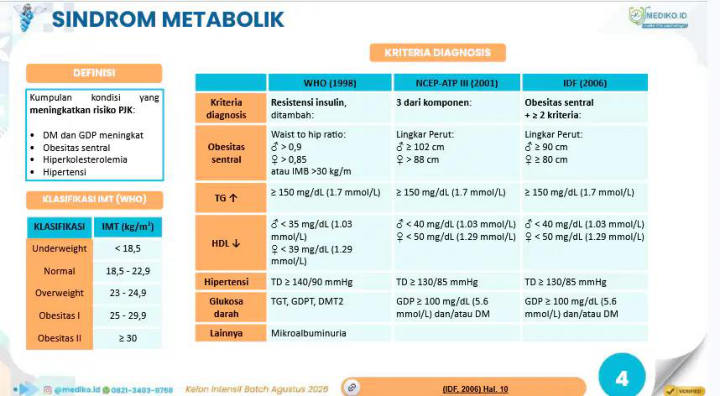 SINDROM METABOLIK
MEDIKO.ID
KRITERIA DIAGNOSIS
DEFINISI
Kumpulan kondisi yang
meningkatkan risiko PJK:
• DM dan GDP meningkat
• Obesitas sentral
• Hiperkolesterolemia
• Hipertensi
KLASIFIKASI IMT (WHO)
KLASIFIKASI IMT (kg/m²)
Underweight < 18,5
Normal 18,5 - 22,9
Overweight 23 - 24,9
Obesitas I 25 - 29,9
Obesitas II ≥ 30
WHO (1998) NCEP-ATP III (2001) IDF (2006)
Kriteria diagnosis
Resistensi insulin,
ditambah:
3 dari komponen:
Obesitas sentral
+ ≥ 2 kriteria:
Obesitas sentral
Waist to hip ratio:
♂ > 0,9
♀ > 0,85
atau IMB >30 kg/m
Lingkar Perut:
♂ ≥ 102 cm
♀ > 88 cm
Lingkar Perut:
♂ ≥ 90 cm
♀ ≥ 80 cm
TG ↑
≥ 150 mg/dL (1.7 mmol/L)
≥ 150 mg/dL (1.7 mmol/L)
≥ 150 mg/dL (1.7 mmol/L)
HDL ↓
♂ < 35 mg/dL (1.03
mmol/L)
♀ < 39 mg/dL (1.29
mmol/L)
♂ < 40 mg/dL (1.03 mmol/L)
♀ < 50 mg/dL (1.29 mmol/L)
♂ < 40 mg/dL (1.03 mmol/L)
♀ < 50 mg/dL (1.29 mmol/L)
Hipertensi
TD ≥ 140/90 mmHg
TD ≥ 130/85 mmHg
TD ≥ 130/85 mmHg
Glukosa
darah
TGT, GDPT, DMT2
GDP ≥ 100 mg/dL (5.6
mmol/L) dan/atau DM
GDP ≥ 100 mg/dL (5.6
mmol/L) dan/atau DM
Lainnya
Mikroalbuminuria
@mediko.id 0821-3403-9758 Kelon Intensif Batch Agustus 2025
(IDF, 2006) Hal. 10
4
VERIFIED